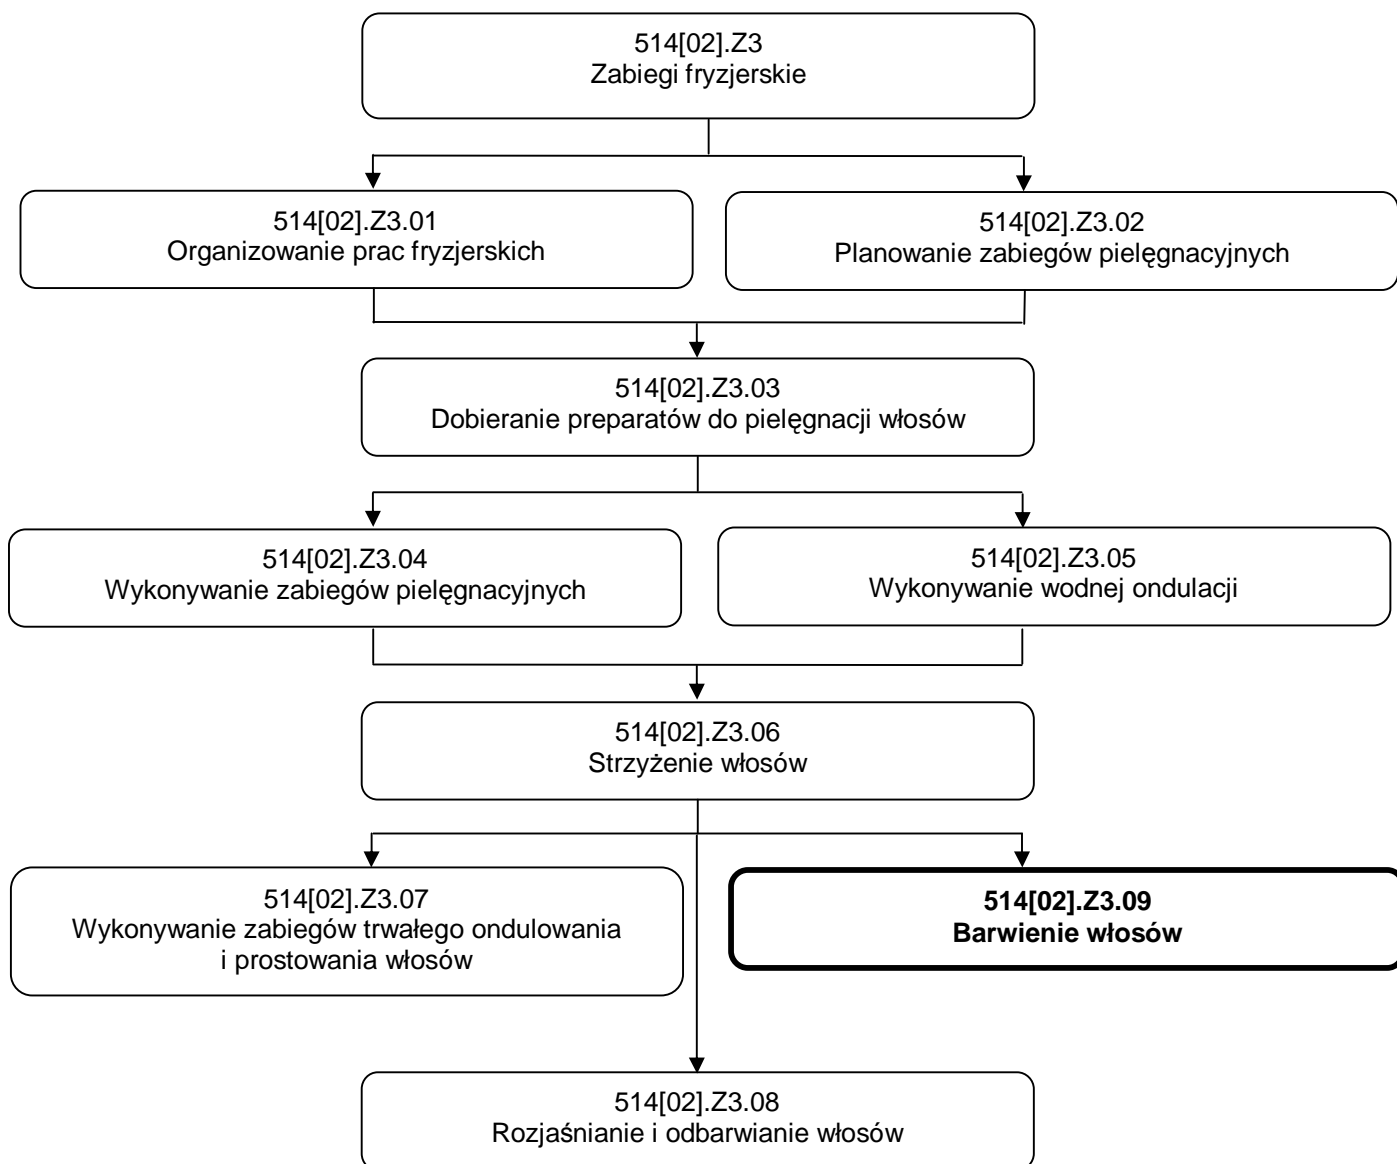 514[02].Z3
Zabiegi fryzjerskie
514[02].Z3.01
Organizowanie prac fryzjerskich
514[02].Z3.02
Planowanie zabiegów pielęgnacyjnych
514[02].Z3.03
Dobieranie preparatów do pielęgnacji włosów
514[02].Z3.04
Wykonywanie zabiegów pielęgnacyjnych
514[02].Z3.05
Wykonywanie wodnej ondulacji
514[02].Z3.06
Strzyżenie włosów
514[02].Z3.07
Wykonywanie zabiegów trwałego ondulowania
i prostowania włosów
514[02].Z3.09
Barwienie włosów
514[02].Z3.08
Rozjaśnianie i odbarwianie włosów